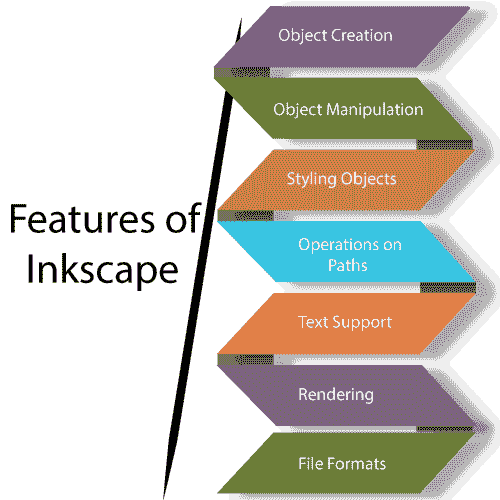 Features of
Inkscape
Object Creation
Object Manipulation
Styling Objects
Operations on
Paths
Text Support
Rendering
File Formats